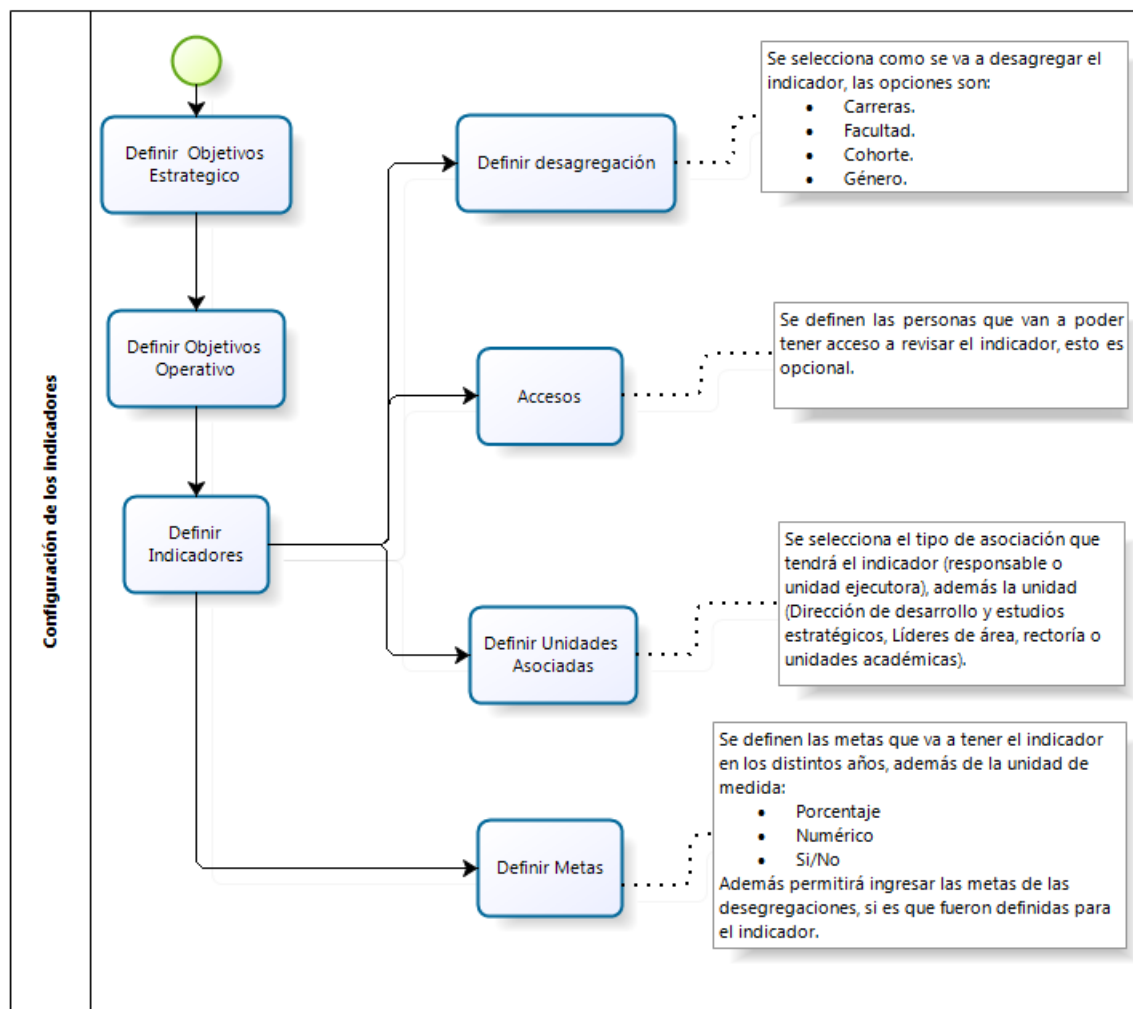 Configuración de los indicadores
Definir Objetivos
Estrategico
Definir Objetivos
Operativo
Definir
Indicadores
Definir desagregación
Se selecciona como se va a desagregar el
indicador, las opciones son:
• Carreras.
• Facultad.
• Cohorte.
• Género.
Accesos
Se definen las personas que van a poder
tener acceso a revisar el indicador, esto es
opcional.
Definir Unidades
Asociadas
Se selecciona el tipo de asociación que
tendrá el indicador (responsable o
unidad ejecutora), además la unidad
(Dirección de desarrollo y estudios
estratégicos, Líderes de área, rectoría o
unidades académicas).
Definir Metas
Se definen las metas que va a tener el indicador
en los distintos años, además de la unidad de
medida:
• Porcentaje
• Numérico
• Si/No
Además permitirá ingresar las metas de las
desegregaciones, si es que fueron definidas para
el indicador.